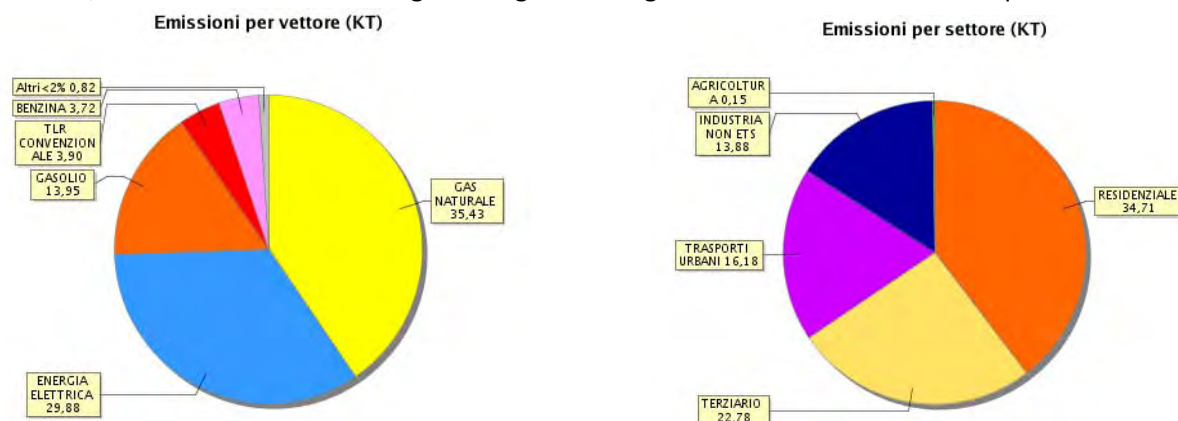 Emissioni per vettore (KT)
Altri<2% 0,82
BENZINA 3,72
TLR
CONVENZION
ALE 3,90
GASOLIO
13,95
GAS
NATURALE
35,43
ENERGIA
ELETTRICA
29,88
Emissioni per settore (KT)
AGRICOLTUR
A 0,15
INDUSTRIA
NON ETS
13,88
RESIDENZIALE
34,71
TRASPORTI
URBANI 16,18
TERZIARIO
22,78